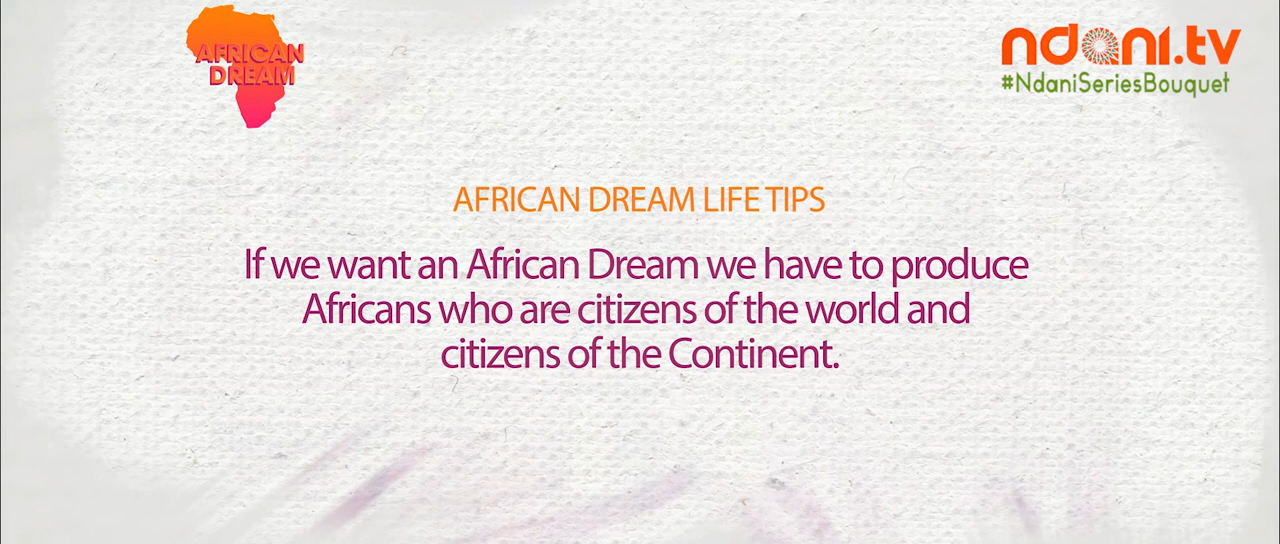 AFRICAN
DREAM
ndani.tv
#NdaniSeriesBouquet
AFRICAN DREAM LIFE TIPS
If we want an African Dream we have to produce
Africans who are citizens of the world and
citizens of the Continent.